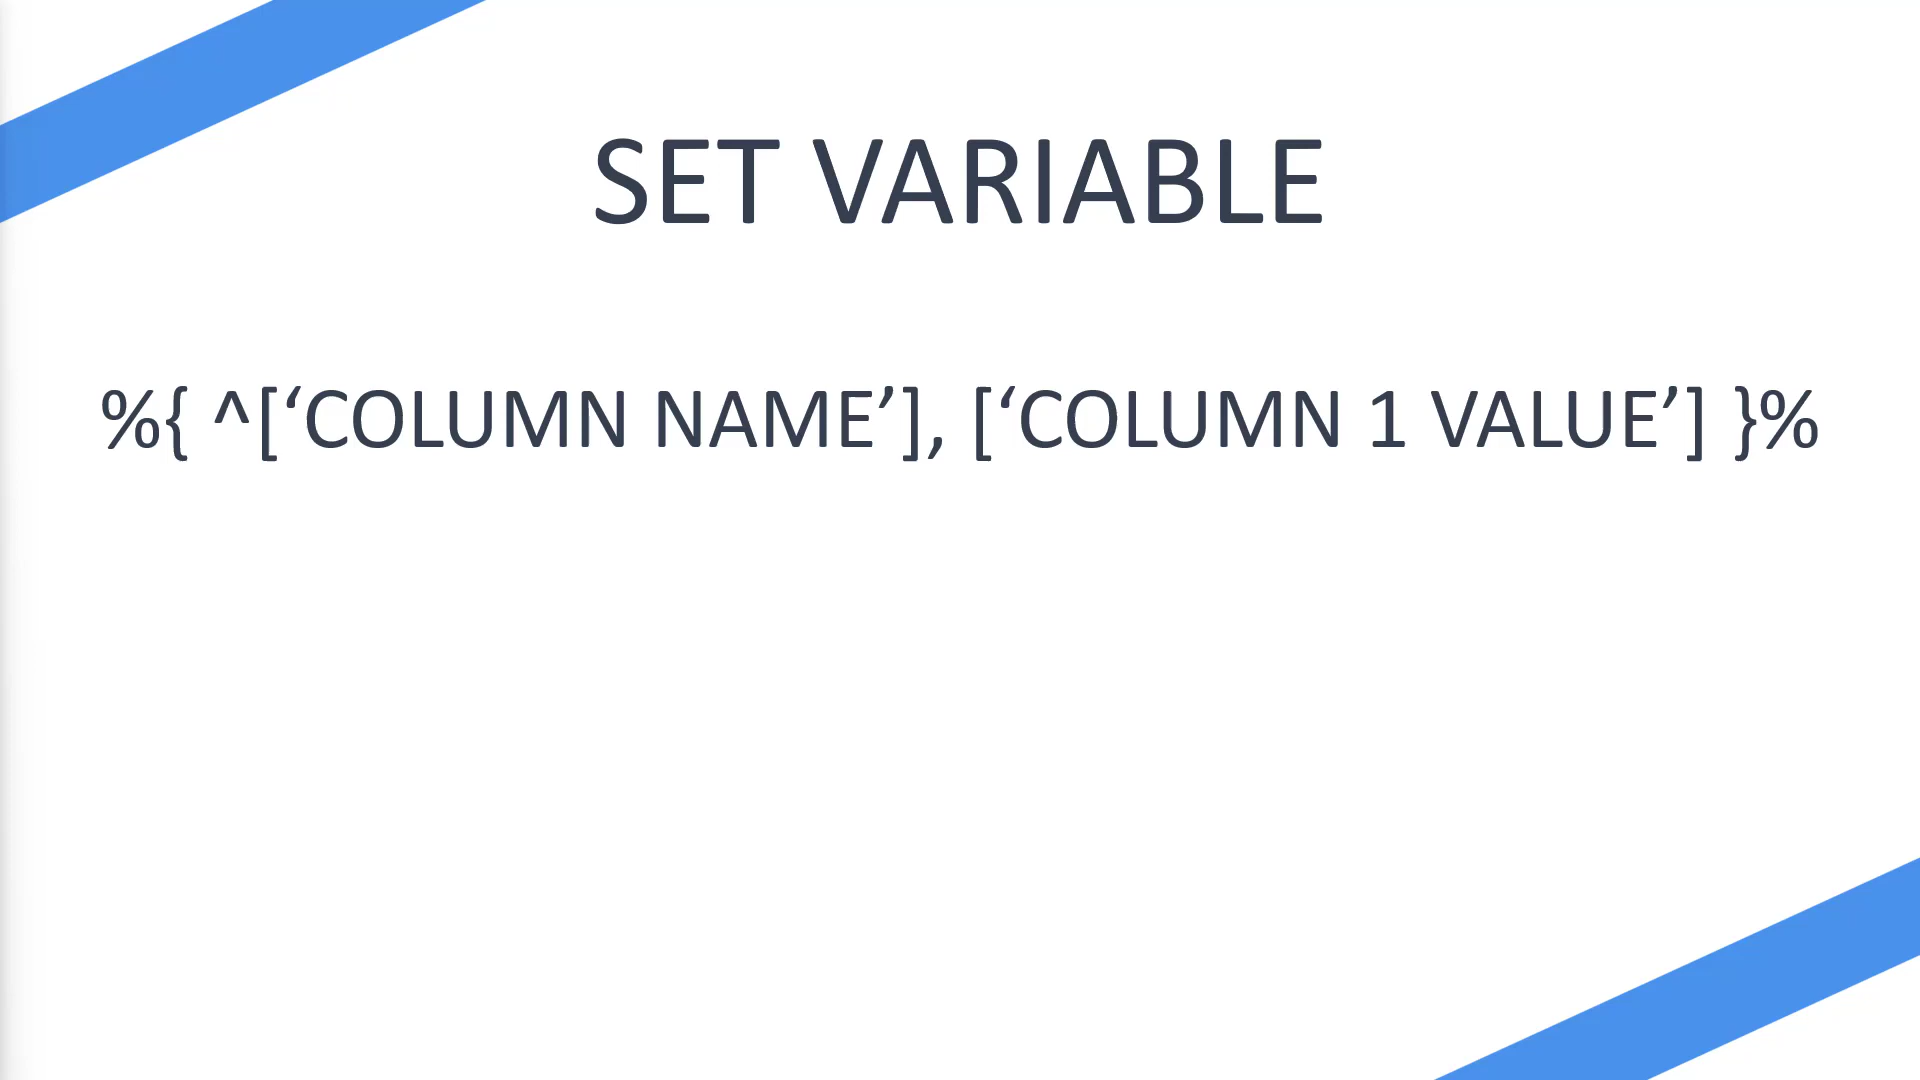 SET VARIABLE
%{ ^[‘COLUMN NAME’], [‘COLUMN 1 VALUE’] }%